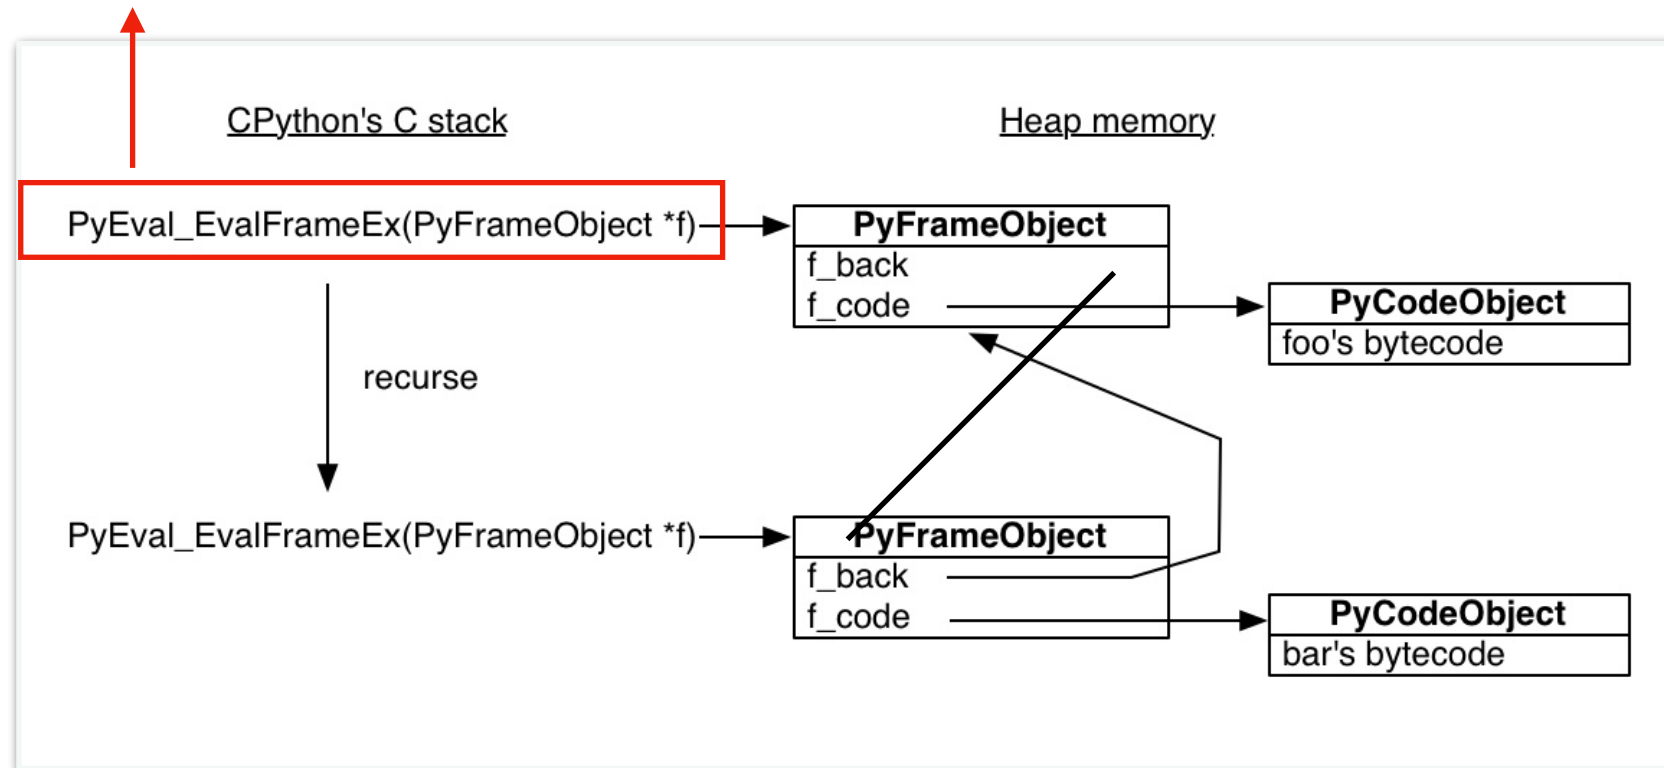 CPython's C stack
Heap memory
PyEval_EvalFrameEx(PyFrameObject *f)
PyFrameObject
f_back
f_code
PyCodeObject
foo's bytecode
recurse
PyEval_EvalFrameEx(PyFrameObject *f)
PyFrameObject
f_back
f_code
PyCodeObject
bar's bytecode